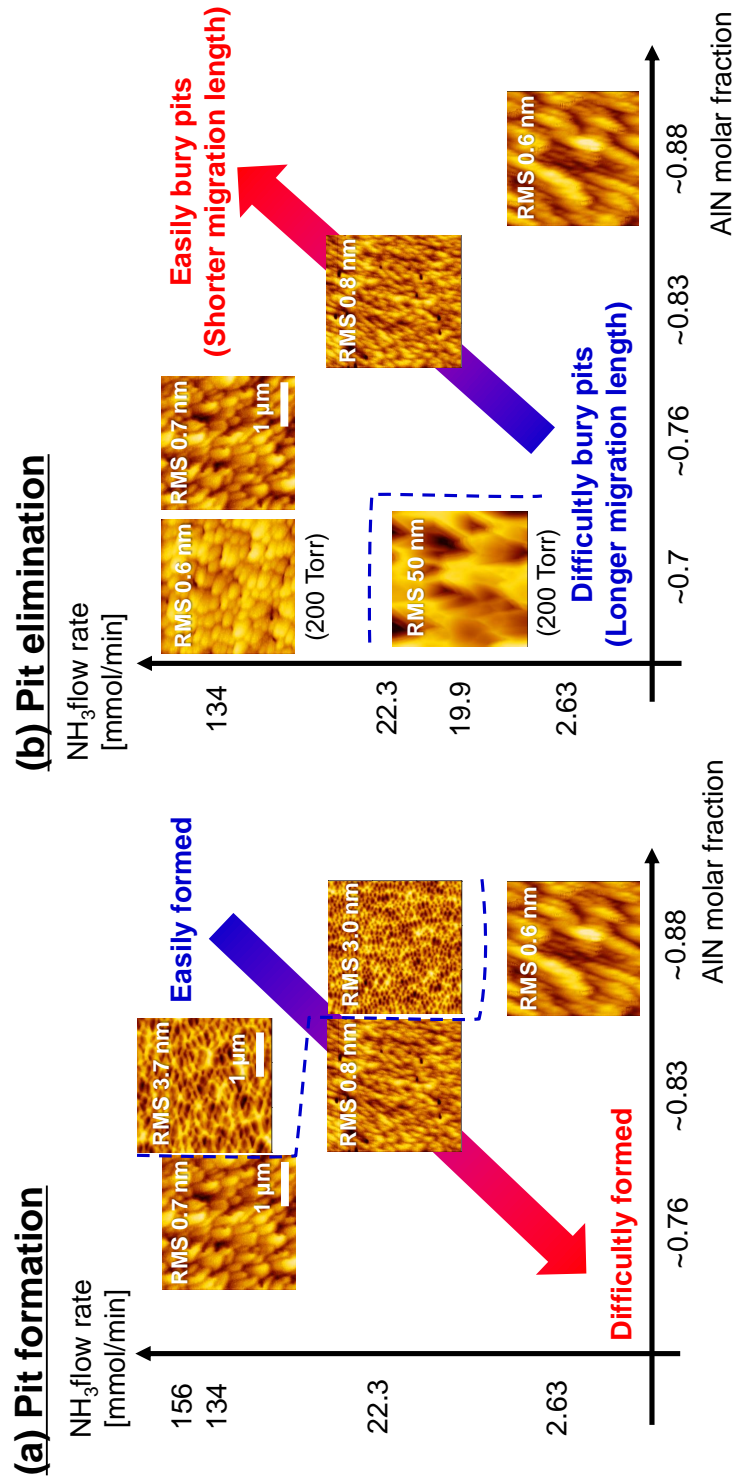 (a) Pit formation
NH3flow rate
[mmol/min]
156
134
22.3
2.63
RMS 0.7 nm
1 μm
RMS 3.7 nm
1 μm
Easily formed
RMS 0.8 nm
RMS 3.0 nm
RMS 0.6 nm
Difficultly formed
~0.76
~0.83
~0.88
AlN molar fraction
(b) Pit elimination
NH3flow rate
[mmol/min]
134
22.3
19.9
2.63
RMS 0.6 nm
(200 Torr)
RMS 0.7 nm
1 μm
Easily bury pits
(Shorter migration length)
RMS 0.8 nm
RMS 50 nm
(200 Torr)
RMS 0.6 nm
Difficultly bury pits
(Longer migration length)
~0.7
~0.76
~0.83
~0.88
AlN molar fraction